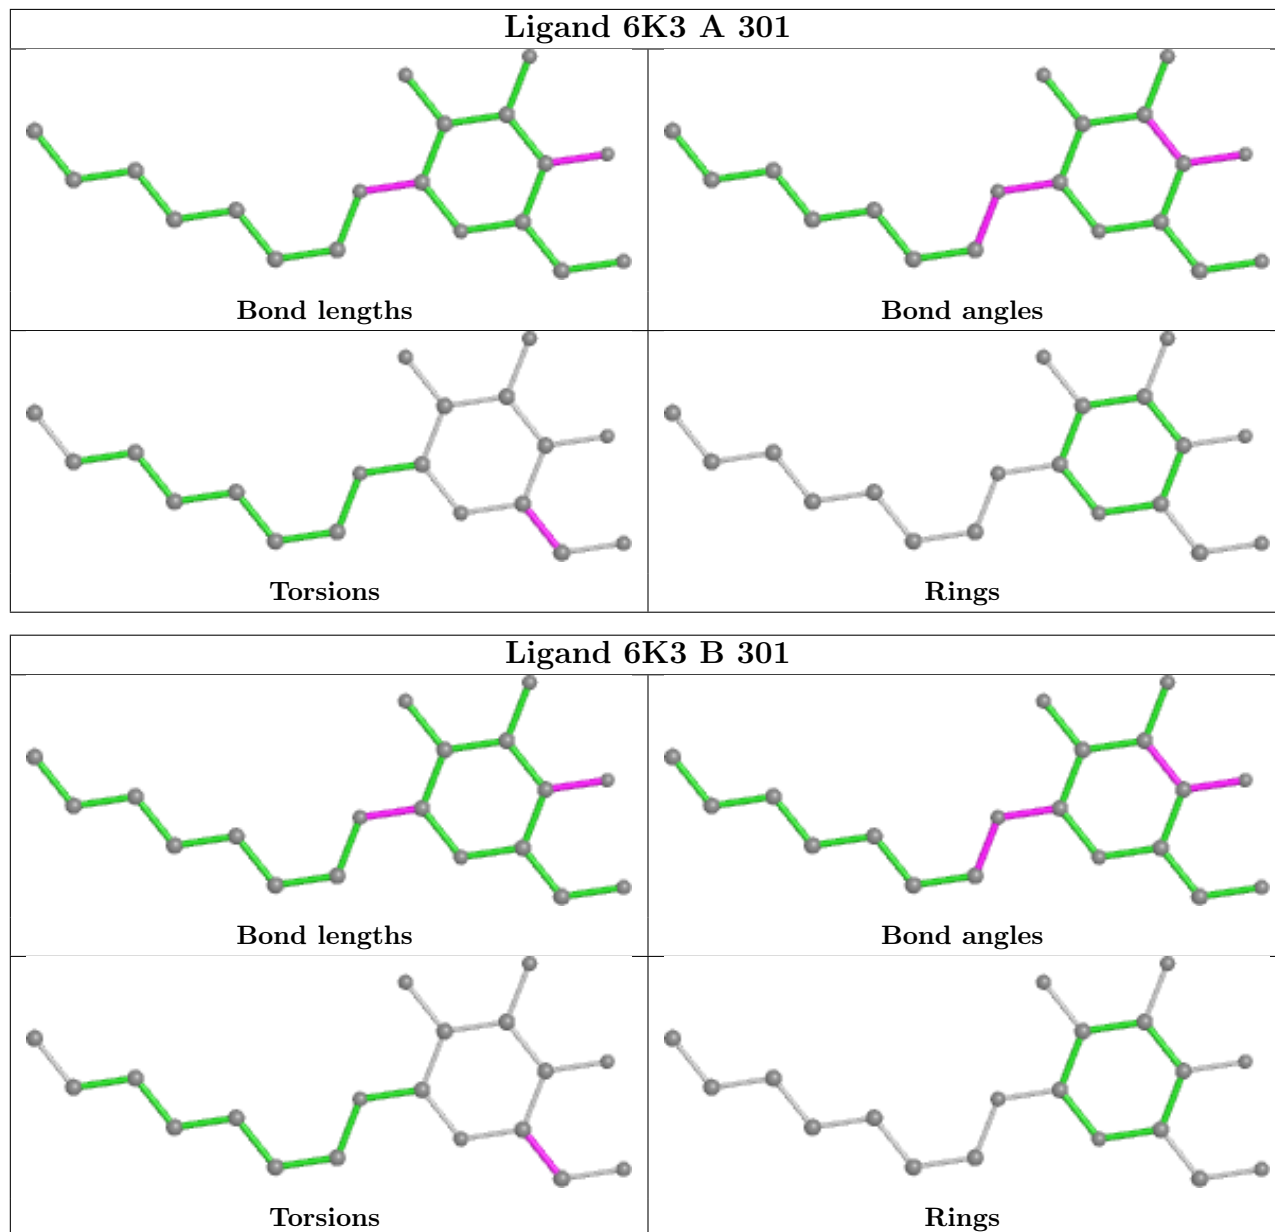 Ligand 6K3 A 301
Bond lengths
Bond angles
Torsions
Rings
Ligand 6K3 B 301
Bond lengths
Bond angles
Torsions
Rings